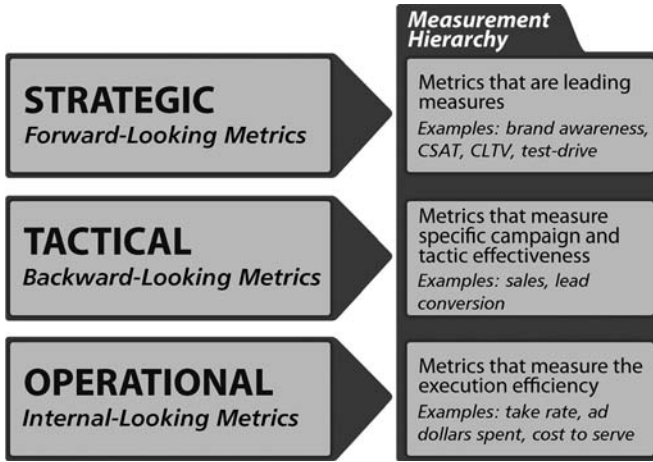 Measurement
Hierarchy
STRATEGIC
Forward-Looking Metrics
Metrics that are leading
measures
Examples: brand awareness,
CSAT, CLTV, test-drive
TACTICAL
Backward-Looking Metrics
Metrics that measure
specific campaign and
tactic effectiveness
Examples: sales, lead
conversion
OPERATIONAL
Internal-Looking Metrics
Metrics that measure the
execution efficiency
Examples: take rate, ad
dollars spent, cost to serve